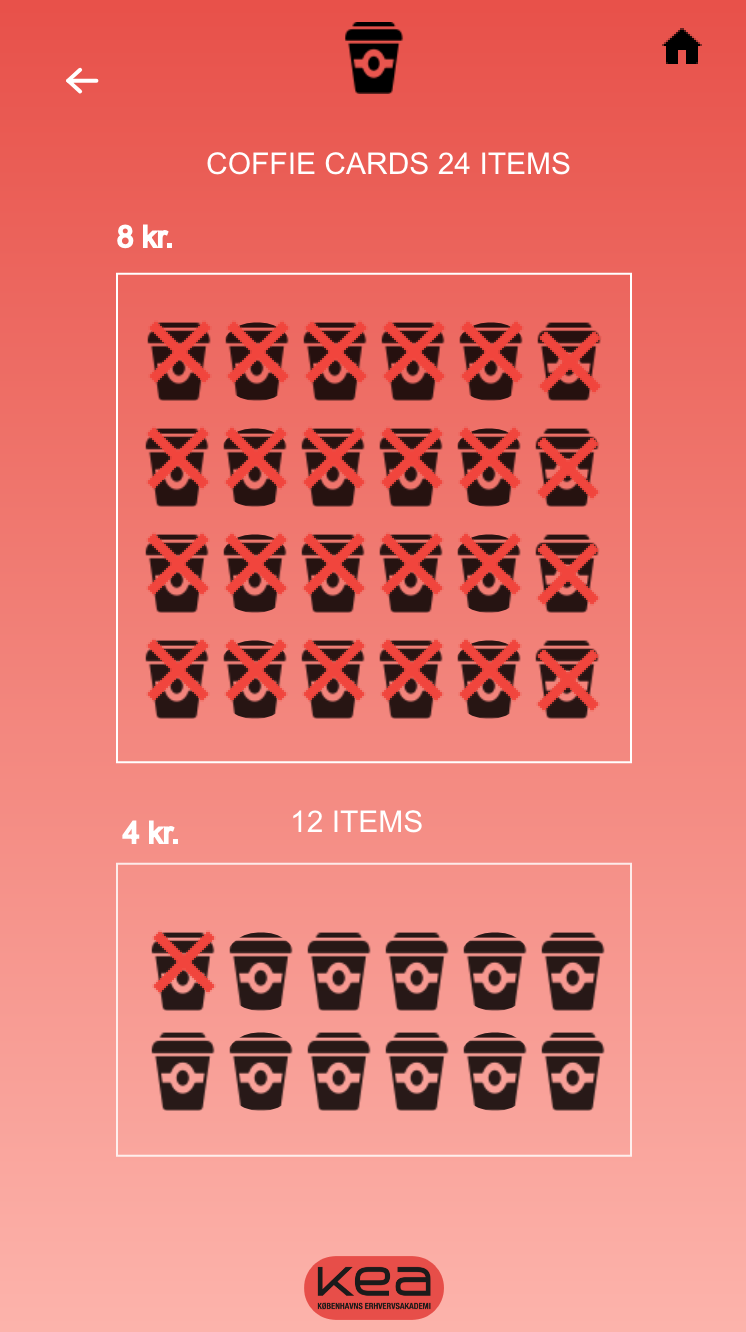 COFFIE CARDS 24 ITEMS
8 kr.
12 ITEMS
4 kr.
kea
KØBENHAVNS ERHVERVSAKADEMI